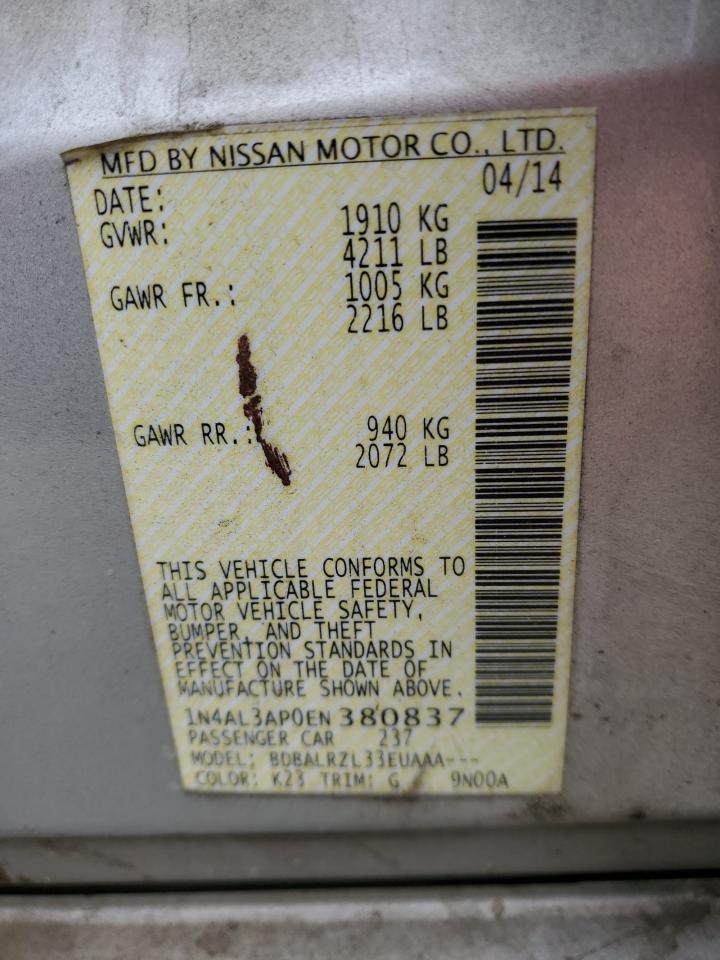 MFD BY NISSAN MOTOR CO., LTD.
DATE: 04/14
GVWR: 1910 KG
4211 LB
GAWR FR.: 1005 KG
2216 LB
GAWR RR.: 940 KG
2072 LB
THIS VEHICLE CONFORMS TO
ALL APPLICABLE FEDERAL
MOTOR VEHICLE SAFETY,
BUMPER, AND THEFT
PREVENTION STANDARDS IN
EFFECT ON THE DATE OF
MANUFACTURE SHOWN ABOVE.
1N4AL3AP0EN 380837
PASSENGER CAR 237
MODEL: BDBALRZL33EUAAA---
COLOR: K23 TRIM: G 9N00A